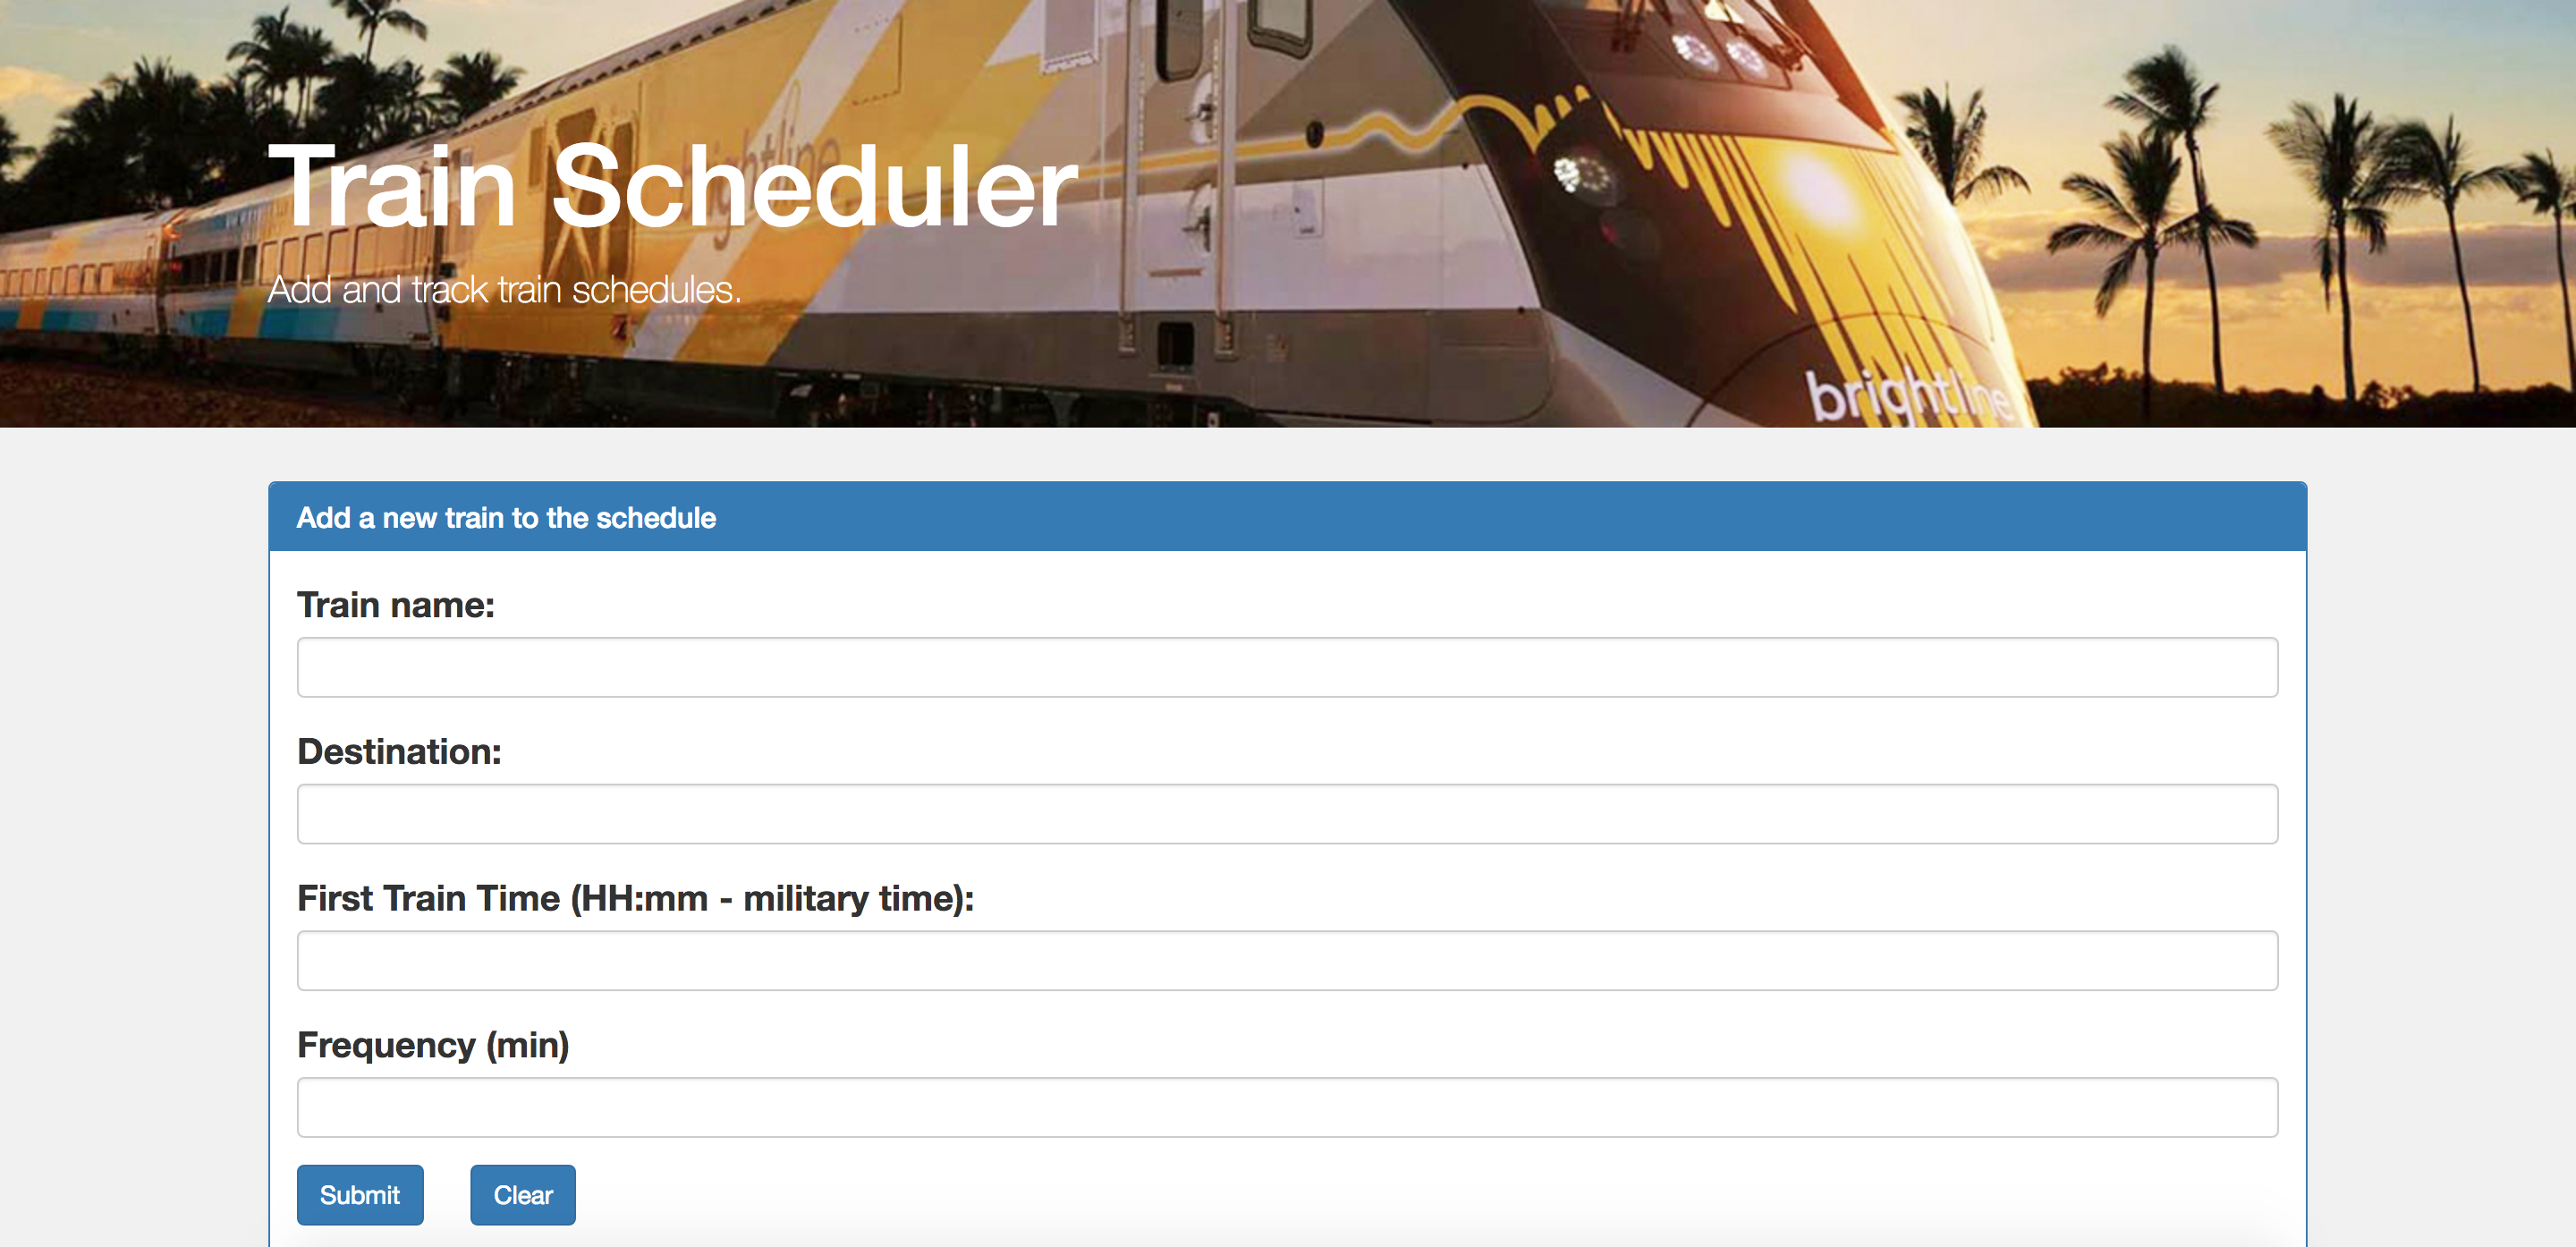 Train Scheduler
Add and track train schedules.
brightline
brightline
Add a new train to the schedule
Train name:
Destination:
First Train Time (HH:mm - military time):
Frequency (min)
Submit
Clear